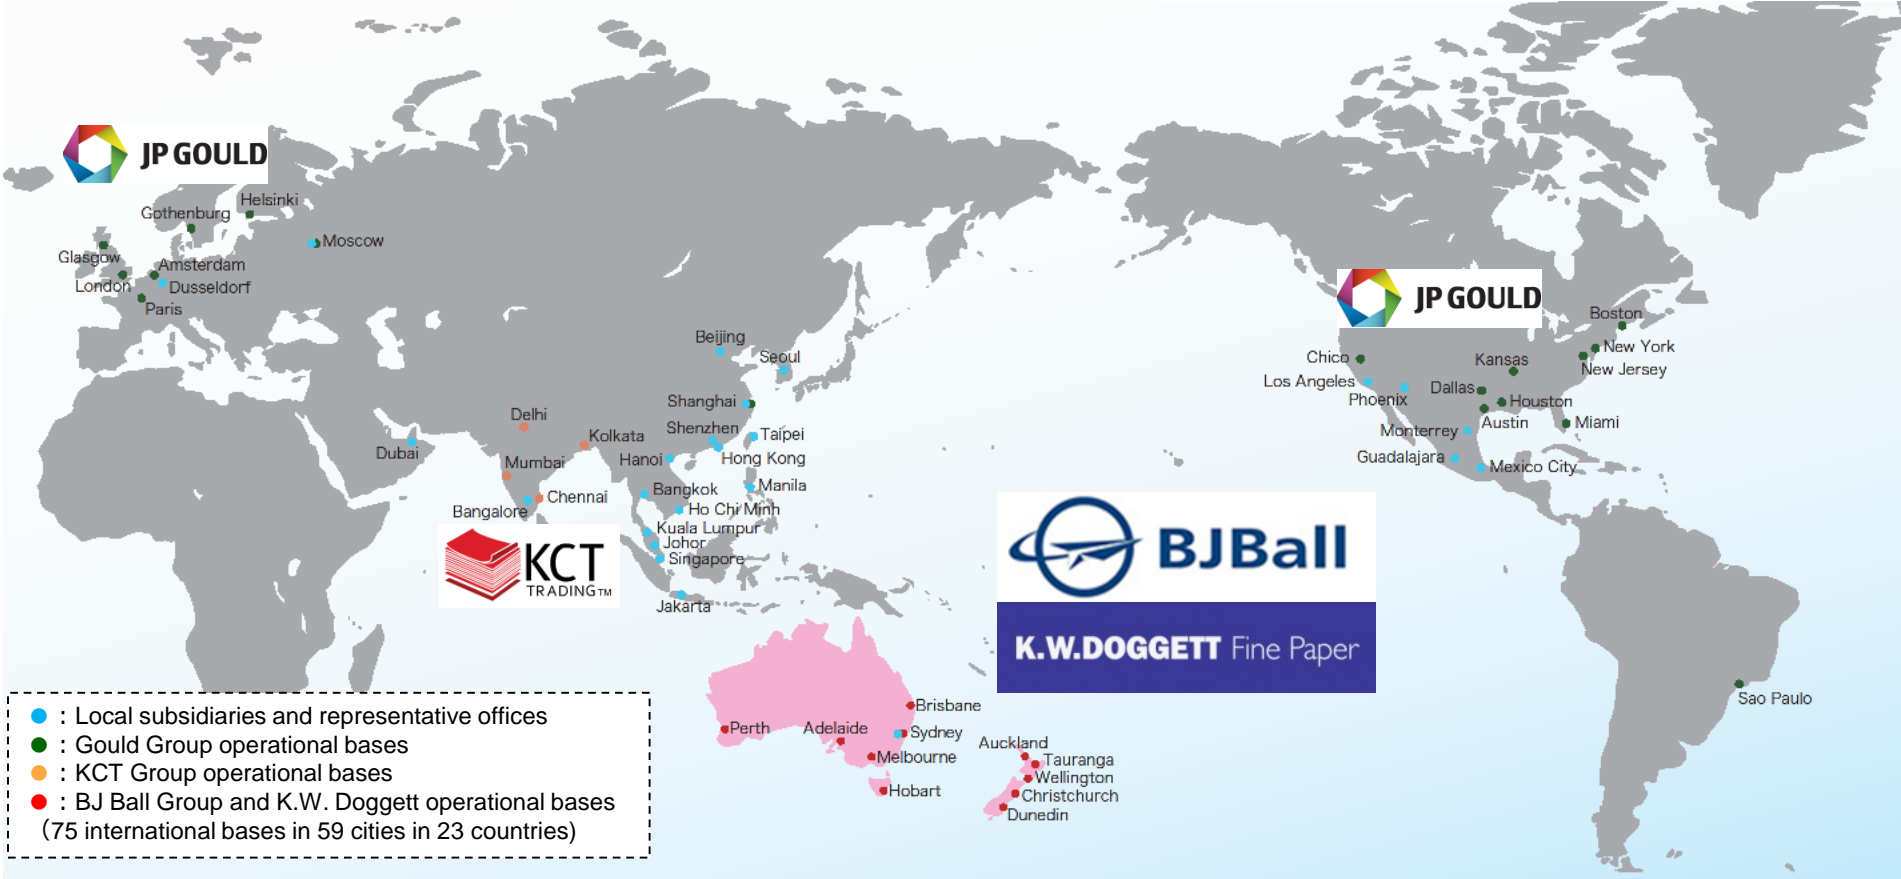 JP GOULD
Helsinki
Gothenburg
Moscow
Glasgow
Amsterdam
London
Dusseldorf
Paris
Beijing
Seoul
Shanghai
Delhi
Shenzhen
Taipei
Kolkata
Dubai
Hanoi
Hong Kong
Mumbai
Manila
Bangkok
Chennai
Bangalore
Ho Chi Minh
Kuala Lumpur
Johor
Singapore
KCT
TRADING™
Jakarta
JP GOULD
Boston
New York
Chico
Kansas
New Jersey
Los Angeles
Dallas
Phoenix
Houston
Austin
Miami
Monterrey
Guadalajara
Mexico City
BJBall
K.W.DOGGETT Fine Paper
Sao Paulo
Brisbane
Perth
Adelaide
Sydney
Melbourne
Hobart
Auckland
Tauranga
Wellington
Christchurch
Dunedin
: Local subsidiaries and representative offices
: Gould Group operational bases
: KCT Group operational bases
: BJ Ball Group and K.W. Doggett operational bases
(75 international bases in 59 cities in 23 countries)